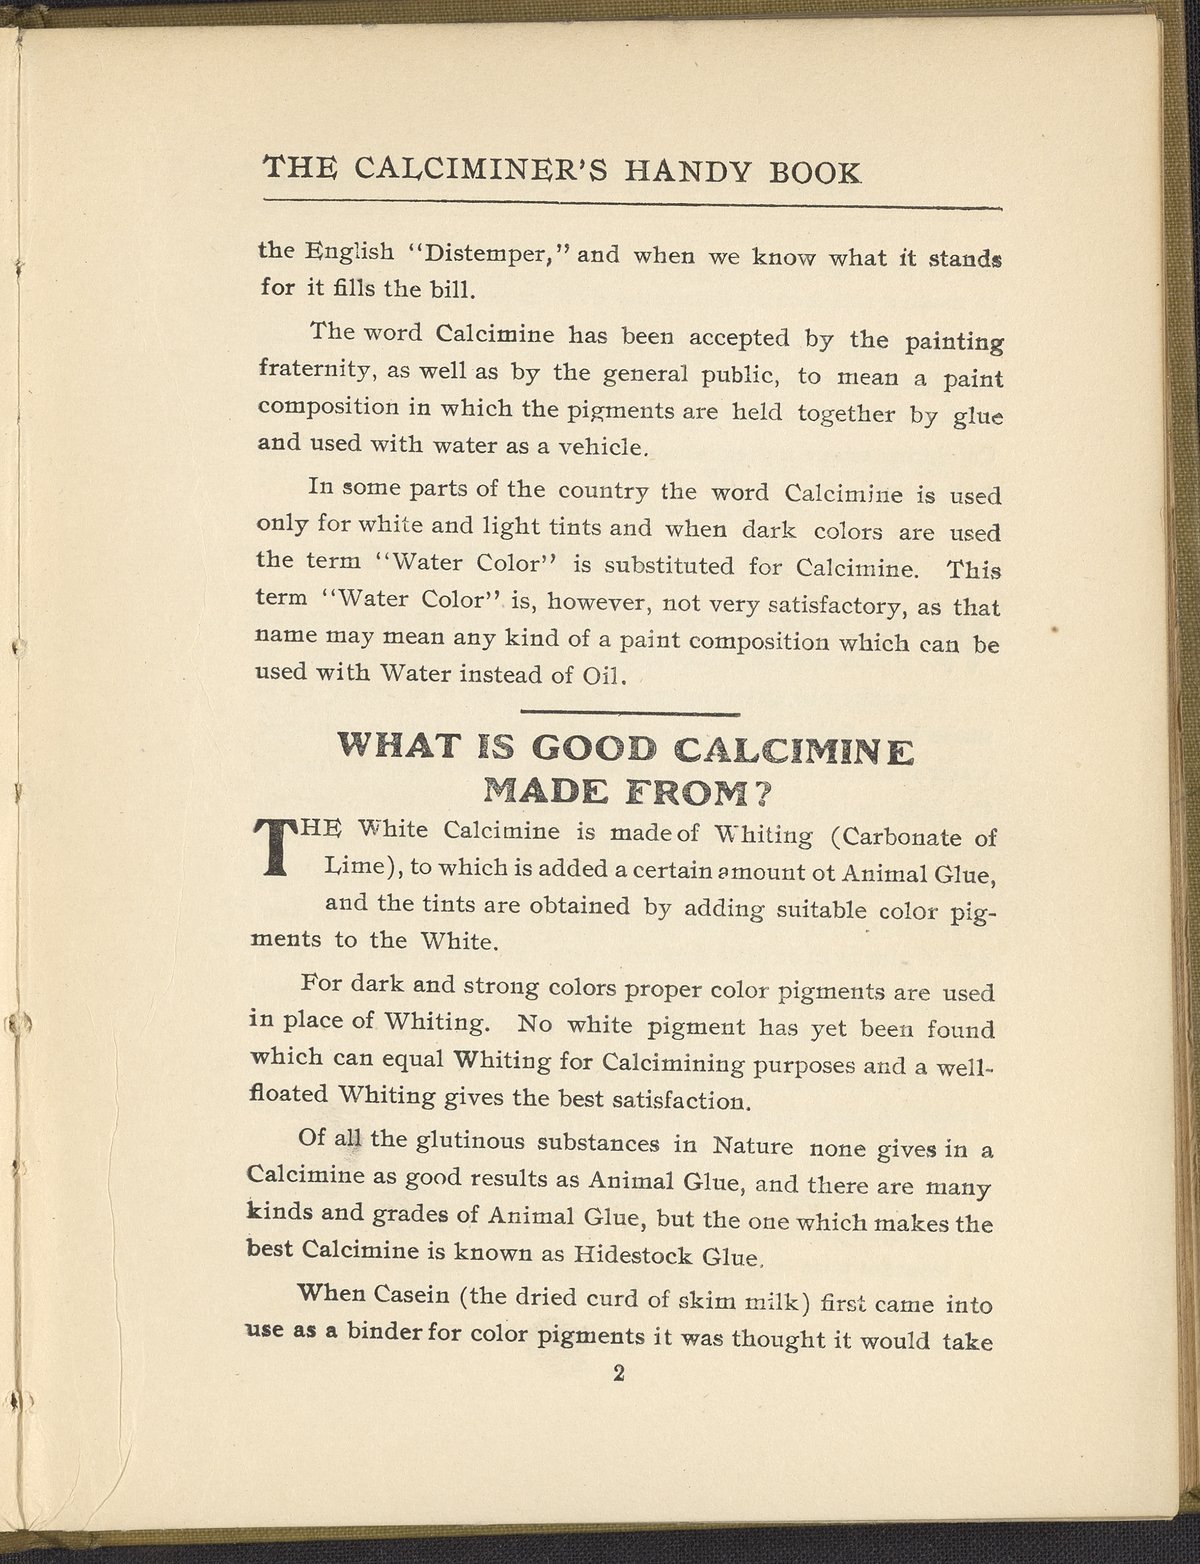 THE CALCIMINER'S HANDY BOOK
the English "Distemper," and when we know what it stands
for it fills the bill.
The word Calcimine has been accepted by the painting
fraternity, as well as by the general public, to mean a paint
composition in which the pigments are held together by glue
and used with water as a vehicle.
In some parts of the country the word Calcimine is used
only for white and light tints and when dark colors are used
the term "Water Color" is substituted for Calcimine. This
term "Water Color" is, however, not very satisfactory, as that
name may mean any kind of a paint composition which can be
used with Water instead of Oil.
WHAT IS GOOD CALCIMINE
MADE FROM?
THE White Calcimine is made of Whiting (Carbonate of
Lime), to which is added a certain amount ot Animal Glue,
and the tints are obtained by adding suitable color pig-
ments to the White.
For dark and strong colors proper color pigments are used
in place of Whiting. No white pigment has yet been found
which can equal Whiting for Calcimining purposes and a well-
floated Whiting gives the best satisfaction.
Of all the glutinous substances in Nature none gives in a
Calcimine as good results as Animal Glue, and there are many
kinds and grades of Animal Glue, but the one which makes the
best Calcimine is known as Hidestock Glue.
When Casein (the dried curd of skim milk) first came into
use as a binder for color pigments it was thought it would take
2